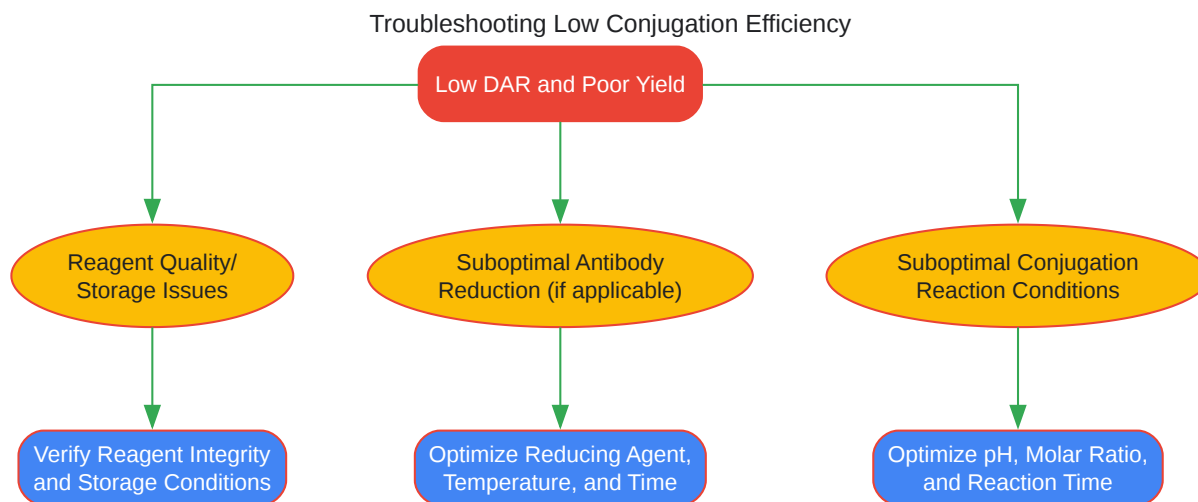 Troubleshooting Low Conjugation Efficiency
Low DAR and Poor Yield
Reagent Quality/
Storage Issues
Suboptimal Antibody
Reduction (if applicable)
Suboptimal Conjugation
Reaction Conditions
Verify Reagent Integrity
and Storage Conditions
Optimize Reducing Agent,
Temperature, and Time
Optimize pH, Molar Ratio,
and Reaction Time